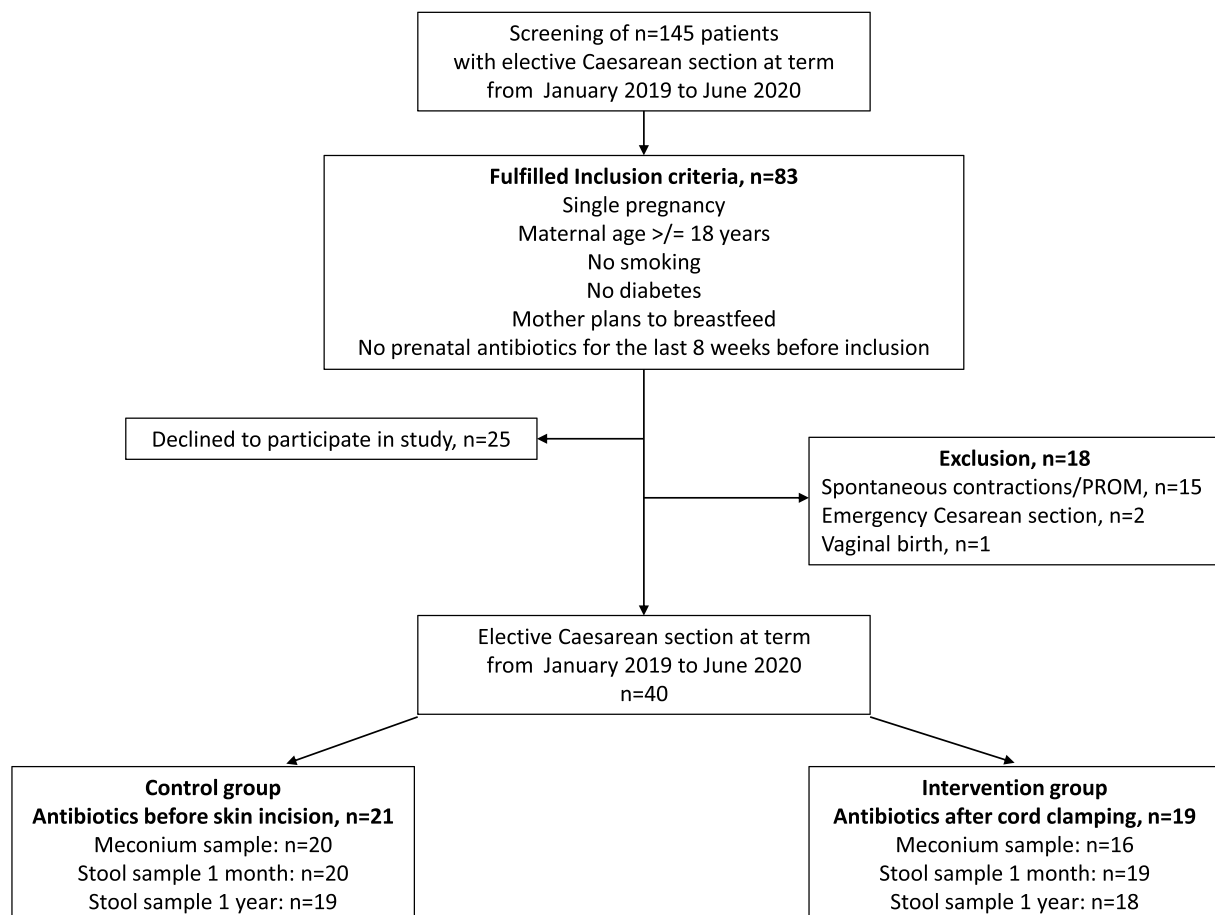 Screening of n=145 patients
with elective Caesarean section at term
from January 2019 to June 2020
Fulfilled Inclusion criteria, n=83
Single pregnancy
Maternal age >/= 18 years
No smoking
No diabetes
Mother plans to breastfeed
No prenatal antibiotics for the last 8 weeks before inclusion
Declined to participate in study, n=25
Exclusion, n=18
Spontaneous contractions/PROM, n=15
Emergency Cesarean section, n=2
Vaginal birth, n=1
Elective Caesarean section at term
from January 2019 to June 2020
n=40
Control group
Antibiotics before skin incision, n=21
Meconium sample: n=20
Stool sample 1 month: n=20
Stool sample 1 year: n=19
Intervention group
Antibiotics after cord clamping, n=19
Meconium sample: n=16
Stool sample 1 month: n=19
Stool sample 1 year: n=18